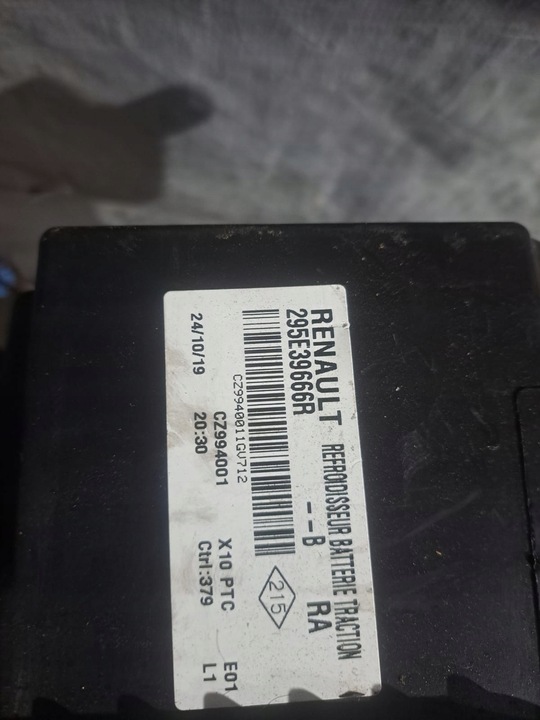 RENAULT REFROIDISSEUR BATTERIE TRACTION
295E39666R --B RA
CZ9940011GV712 215
CZ994001 X10 PTC E01
24/10/19 20:30 Ctrl:379 L1